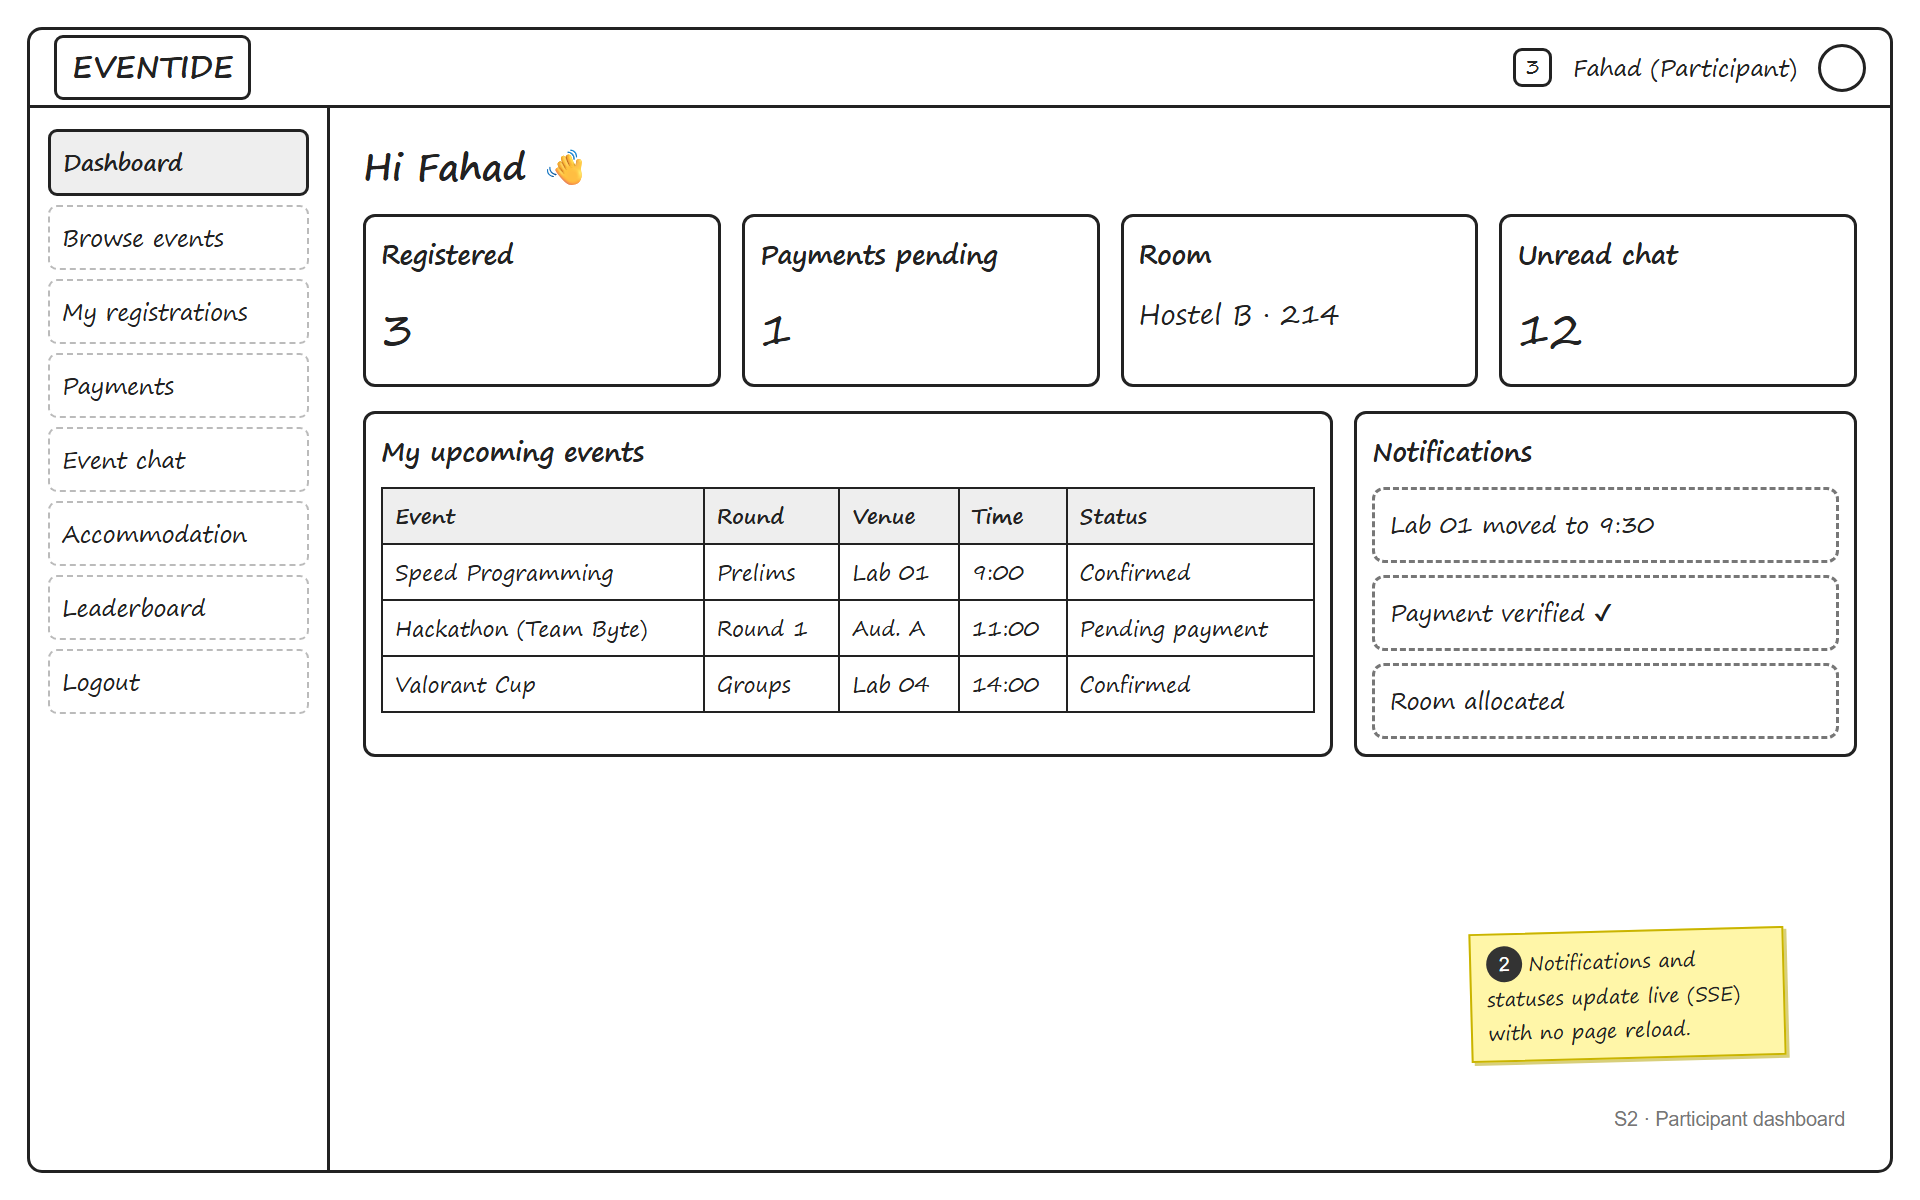 EVENTIDE
3
Fahad (Participant)
Dashboard
Browse events
My registrations
Payments
Event chat
Accommodation
Leaderboard
Logout
Hi Fahad 👋
Registered
3
Payments pending
1
Room
Hostel B · 214
Unread chat
12
My upcoming events
Event Round Venue Time Status
Speed Programming Prelims Lab 01 9:00 Confirmed
Hackathon (Team Byte) Round 1 Aud. A 11:00 Pending payment
Valorant Cup Groups Lab 04 14:00 Confirmed
Notifications
Lab 01 moved to 9:30
Payment verified ✓
Room allocated
2 Notifications and
statuses update live (SSE)
with no page reload.
S2 · Participant dashboard